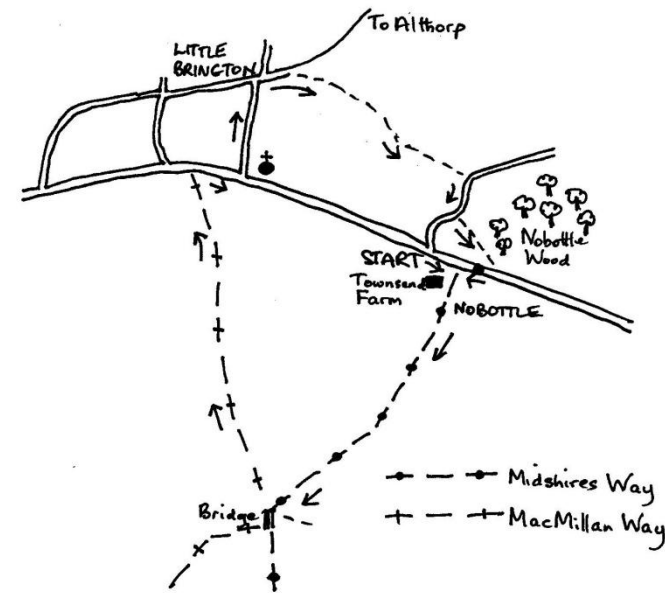 To Althorp
LITTLE
BRINGTON
Nobottle
Wood
START
Townsend
Farm
NOBOTTLE
Midshires Way
Bridge
MacMillan Way